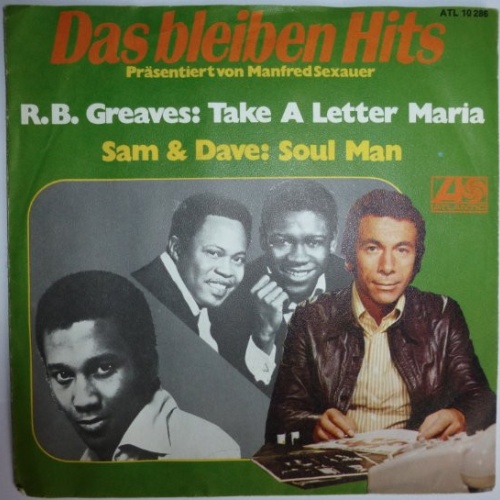 ATL 10 286
Das bleiben Hits
Präsentiert von Manfred Sexauer
R.B. Greaves: Take A Letter Maria
Sam & Dave: Soul Man